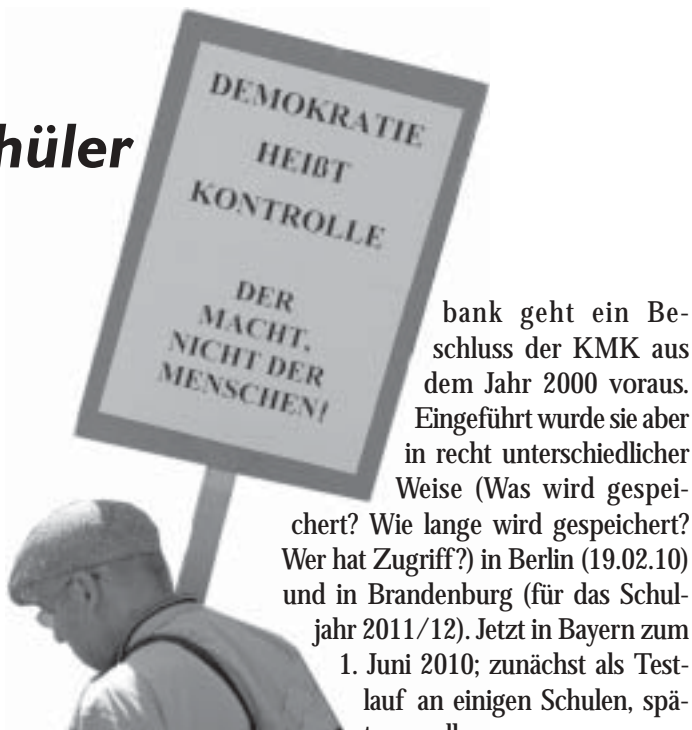 hüler
DEMOKRATIE
HEIßT
KONTROLLE
DER
MACHT,
NICHT DER
MENSCHEN!
bank geht ein Be-
schluss der KMK aus
dem Jahr 2000 voraus.
Eingeführt wurde sie aber
in recht unterschiedlicher
Weise (Was wird gespei-
chert? Wie lange wird gespeichert?
Wer hat Zugriff?) in Berlin (19.02.10)
und in Brandenburg (für das Schul-
jahr 2011/12). Jetzt in Bayern zum
1. Juni 2010; zunächst als Test-
lauf an einigen Schulen, spä-